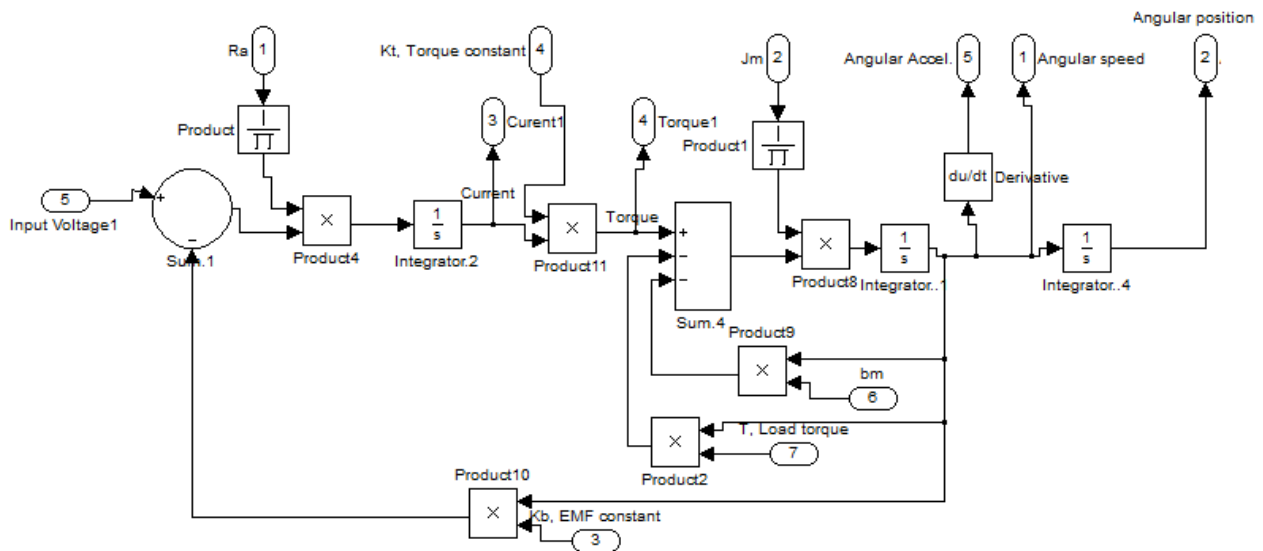 Angular position
Ra
1
Kt, Torque constant
4
Jm
2
Angular Accel.
5
1
Angular speed
2
.
Product
3
Curent1
4
Torque1
Product1
du/dt
Derivative
5
Input Voltage1
+
−
Sum.1
×
Product4
1
s
Integrator.2
Current
×
Product11
Torque
+
−
−
Sum.4
×
Product8
1
s
Integrator..1
1
s
Integrator..4
Product9
×
bm
6
T, Load torque
×
7
Product2
Product10
×
Kb, EMF constant
3